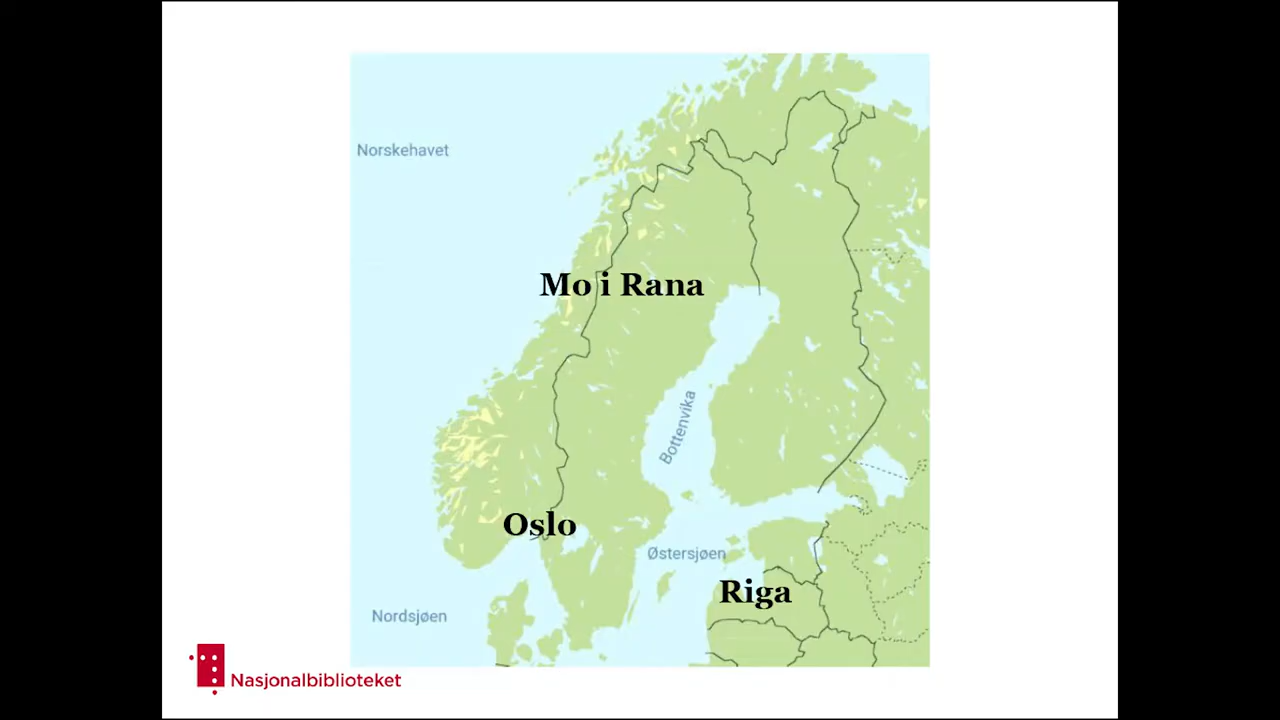 Norskehavet
Mo i Rana
Bottenvika
Oslo
Østersjøen
Riga
Nordsjøen
Nasjonalbiblioteket